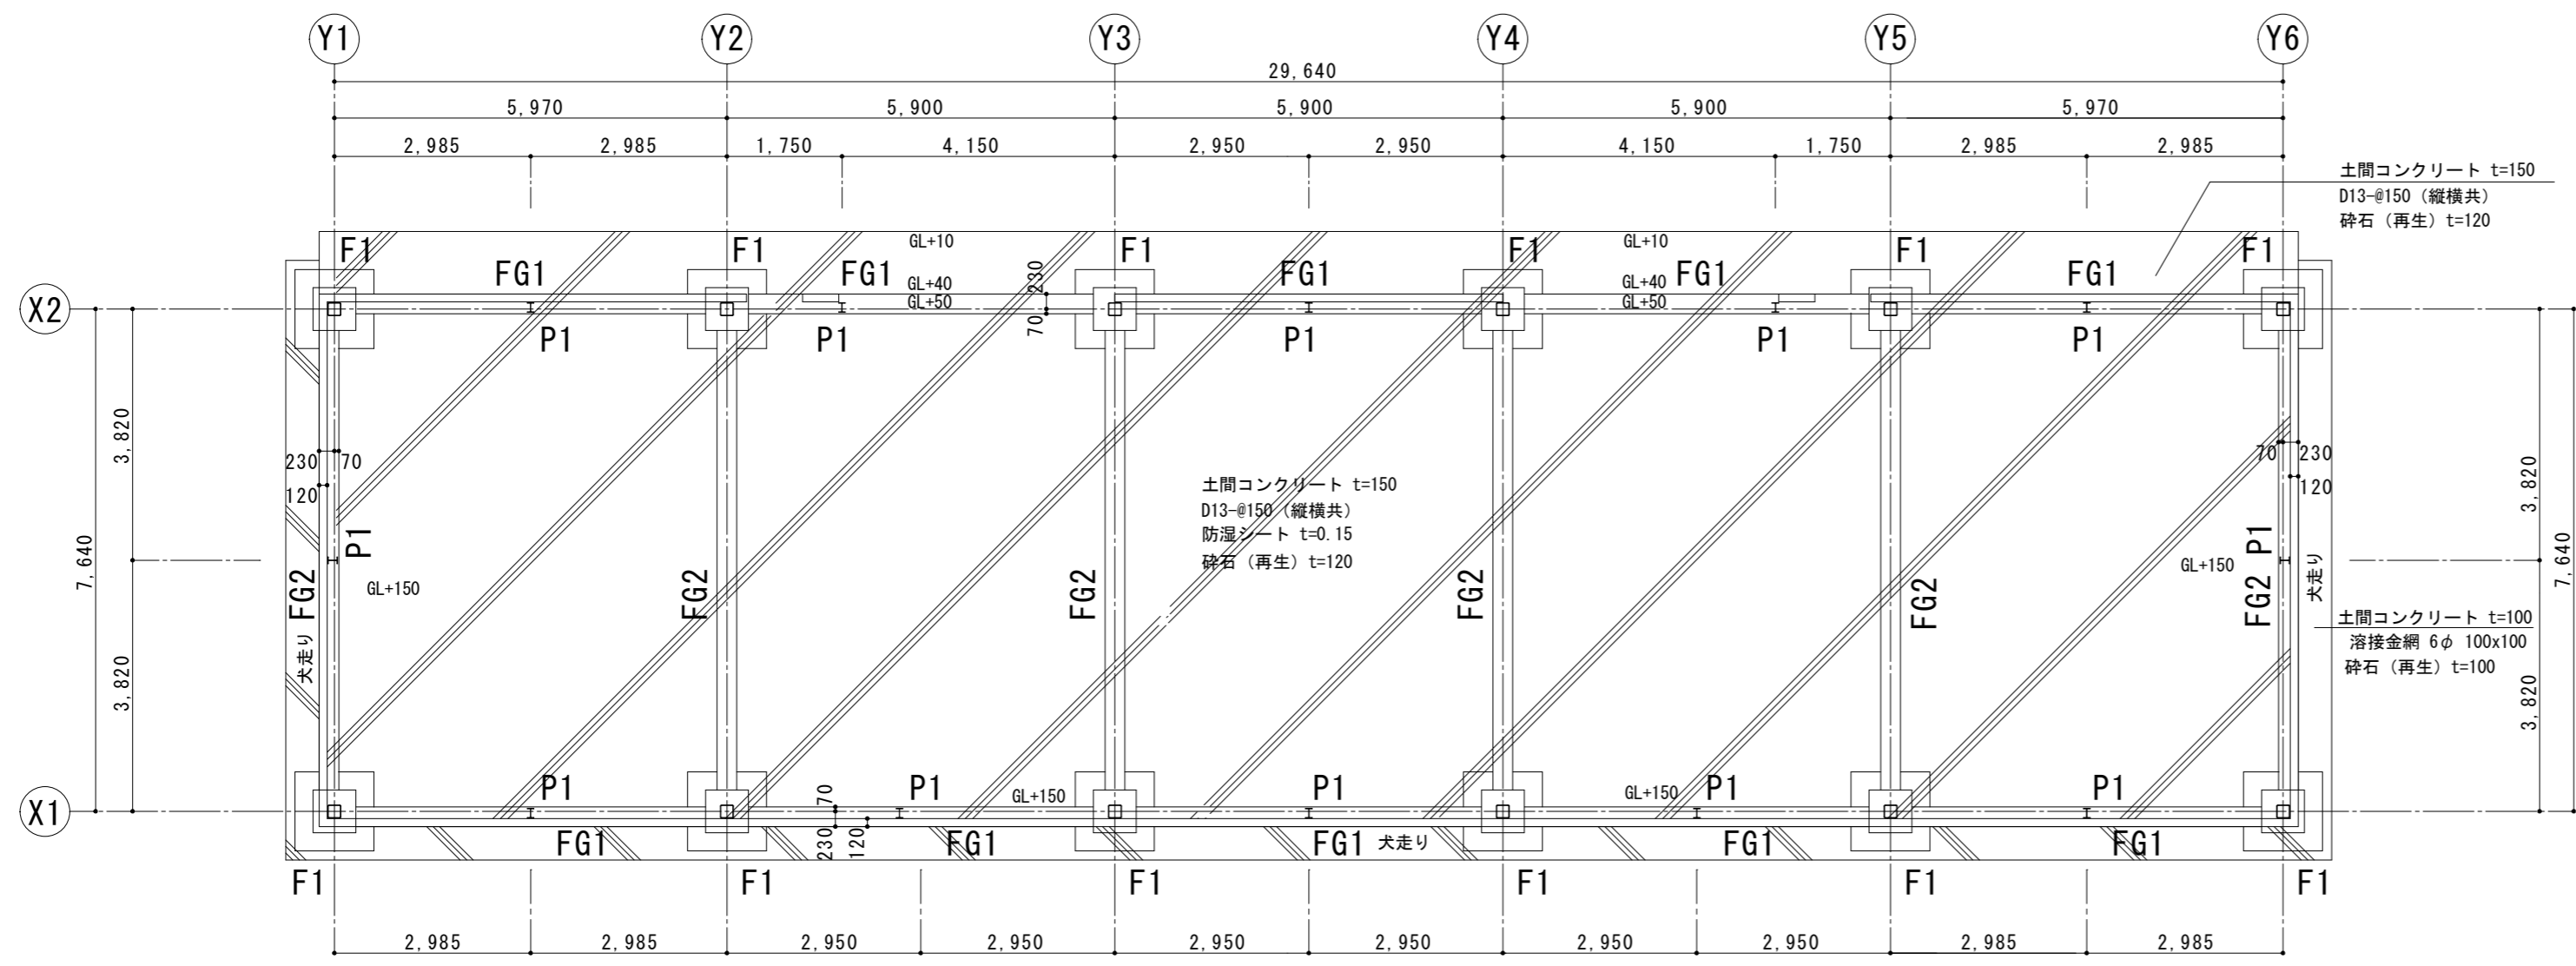 Y1 Y2 Y3 Y4 Y5 Y6
29,640
5,970 5,900 5,900 5,900 5,970
2,985 2,985 1,750 4,150 2,950 2,950 4,150 1,750 2,985 2,985
土間コンクリート t=150
D13-@150（縦横共）
砕石（再生）t=120
F1 F1 F1 F1 F1 F1
GL+10 GL+10
FG1 FG1 FG1 FG1 FG1
GL+40 230 GL+40
X2 GL+50 GL+50
70
P1 P1 P1 P1 P1
3,820
230 70
120
70 230
120
3,820
土間コンクリート t=150
D13-@150（縦横共）
防湿シート t=0.15
砕石（再生）t=120
P1
P1
7,640
7,640
GL+150
GL+150
FG2 FG2 FG2 FG2 FG2 FG2
犬走り
犬走り
土間コンクリート t=100
溶接金網 6φ 100x100
砕石（再生）t=100
3,820
3,820
P1 P1 P1 P1 P1
70 GL+150 GL+150
X1
230 120
FG1 FG1 FG1 犬走り FG1 FG1
F1 F1 F1 F1 F1 F1
2,985 2,985 2,950 2,950 2,950 2,950 2,950 2,950 2,985 2,985